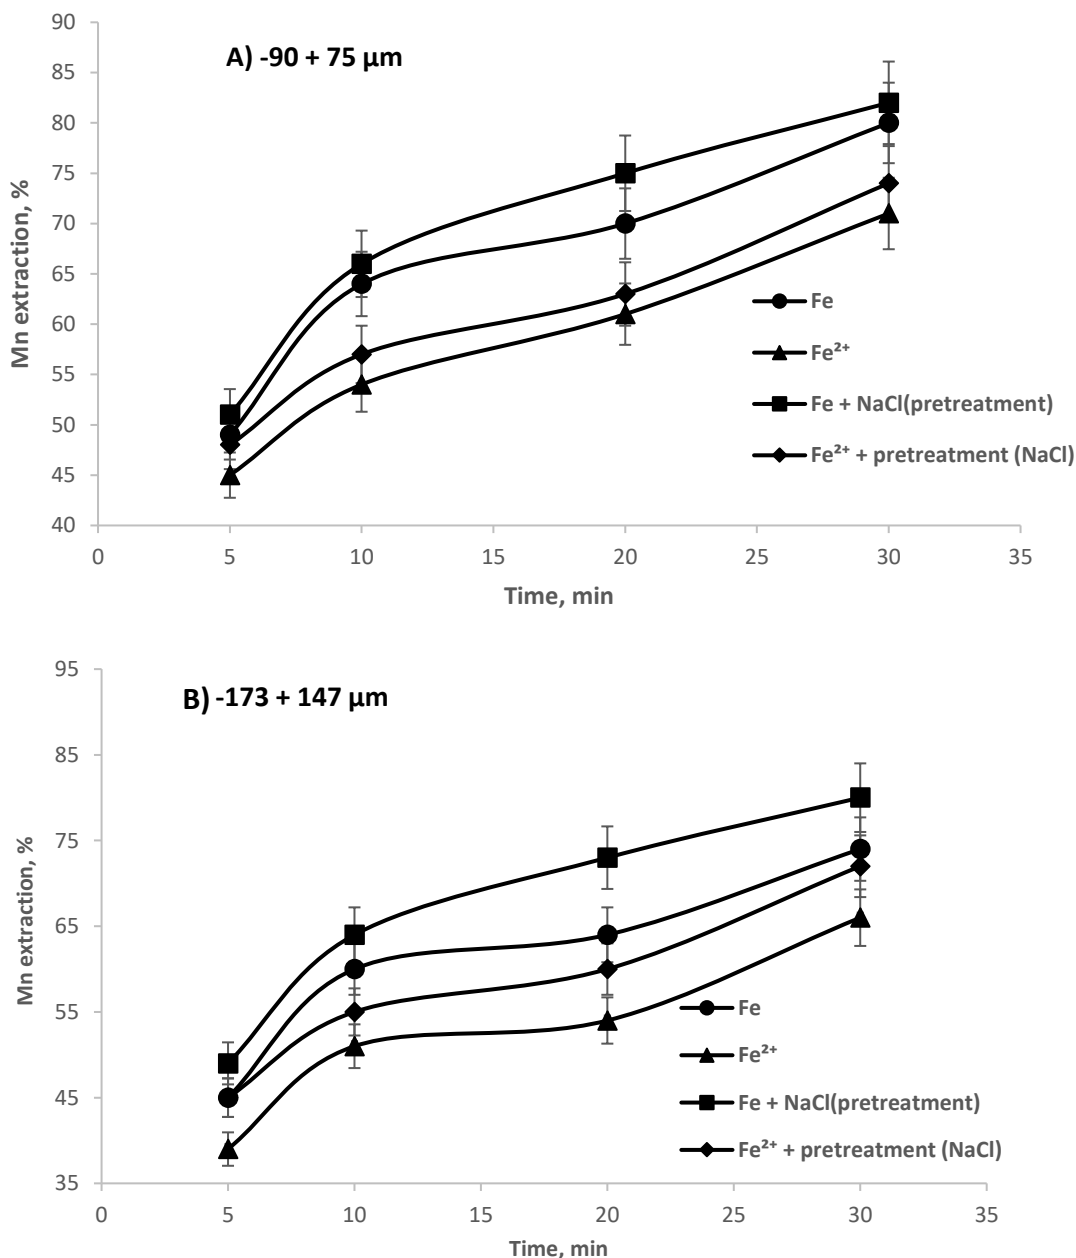 A) -90 + 75 µm
90
85
80
75
70
65
60
55
50
45
40
Mn extraction, %
0 5 10 15 20 25 30 35
Time, min
Fe
Fe²⁺
Fe + NaCl(pretreatment)
Fe²⁺ + pretreatment (NaCl)
B) -173 + 147 µm
95
85
75
65
55
45
35
Mn extraction, %
0 5 10 15 20 25 30 35
Time, min
Fe
Fe²⁺
Fe + NaCl(pretreatment)
Fe²⁺ + pretreatment (NaCl)